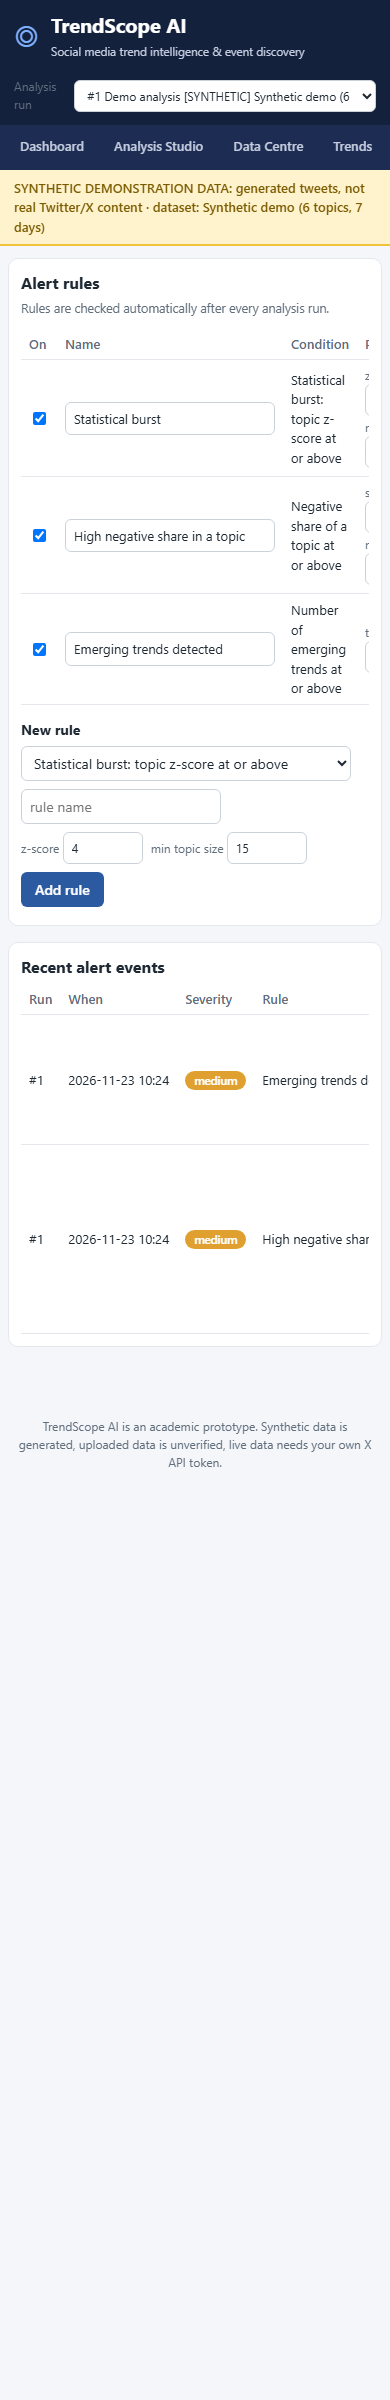 TrendScope AI
Social media trend intelligence & event discovery
Analysis
run
#1 Demo analysis [SYNTHETIC] Synthetic demo (6
Dashboard Analysis Studio Data Centre Trends
SYNTHETIC DEMONSTRATION DATA: generated tweets, not
real Twitter/X content · dataset: Synthetic demo (6 topics, 7
days)
Alert rules
Rules are checked automatically after every analysis run.
On Name Condition
Statistical burst
Statistical
burst:
topic z-
score at
or above
High negative share in a topic
Negative
share of a
topic at
or above
Emerging trends detected
Number
of
emerging
trends at
or above
New rule
Statistical burst: topic z-score at or above
rule name
z-score 4 min topic size 15
Add rule
Recent alert events
Run When Severity Rule
#1 2026-11-23 10:24 medium Emerging trends d
#1 2026-11-23 10:24 medium High negative shar
TrendScope AI is an academic prototype. Synthetic data is
generated, uploaded data is unverified, live data needs your own X
API token.